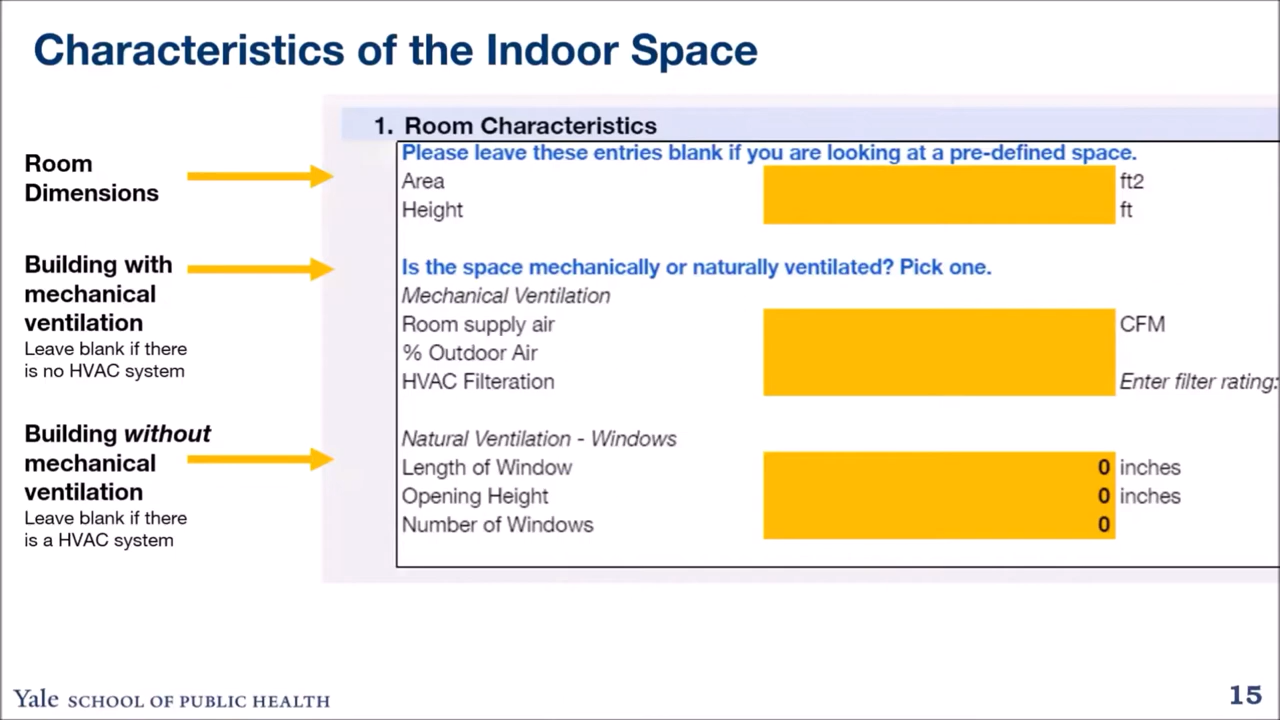 Characteristics of the Indoor Space
1. Room Characteristics
Please leave these entries blank if you are looking at a pre-defined space.
Room
Dimensions
Area
ft2
Height
ft
Building with
mechanical
ventilation
Leave blank if there
is no HVAC system
Is the space mechanically or naturally ventilated? Pick one.
Mechanical Ventilation
Room supply air
CFM
% Outdoor Air
HVAC Filteration
Enter filter rating:
Building without
mechanical
ventilation
Leave blank if there
is a HVAC system
Natural Ventilation - Windows
Length of Window 0 inches
Opening Height 0 inches
Number of Windows 0
Yale SCHOOL OF PUBLIC HEALTH
15